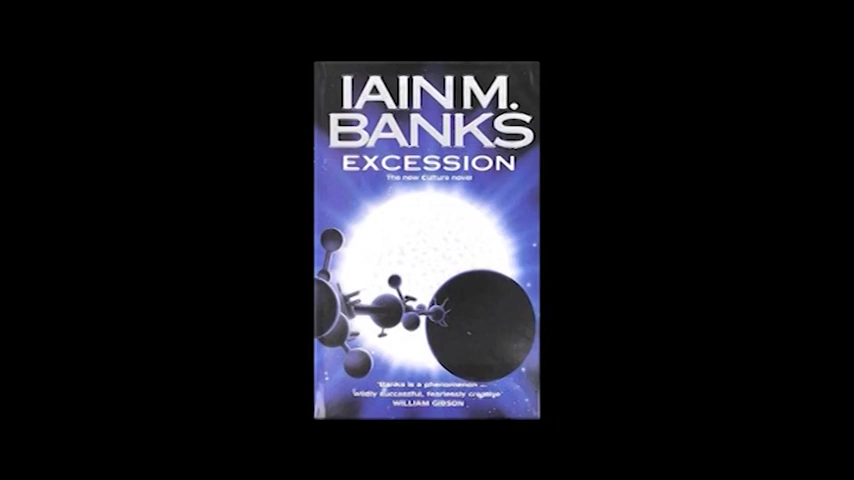 IAIN M.
BANKS
EXCESSION
The new Culture novel
'Banks is a phenomenon ...
wildly successful, fearlessly creative'
WILLIAM GIBSON